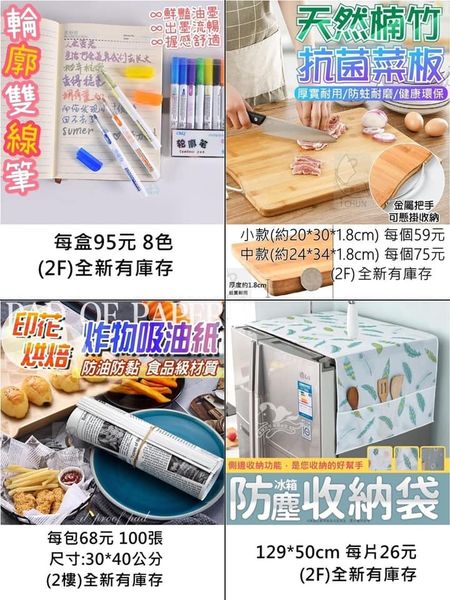 輪廓雙線筆
∞鮮豔油墨
∞出墨流暢
∞握感舒適
輪廓筆
Sumer
每盒95元 8色
(2F)全新有庫存
天然楠竹
抗菌菜板
厚實耐用/防蛀耐磨/健康環保
金屬把手
可懸掛收納
厚度約1.8cm
小款(約20*30*1.8cm) 每個59元
中款(約24*34*1.8cm) 每個75元
(2F)全新有庫存
印花
烘焙
炸物吸油紙
防油防黏 食品級材質
每包68元 100張
尺寸:30*40公分
(2樓)全新有庫存
LG
側邊收納功能，是您收納的好幫手
冰箱
防塵收納袋
129*50cm 每片26元
(2F)全新有庫存